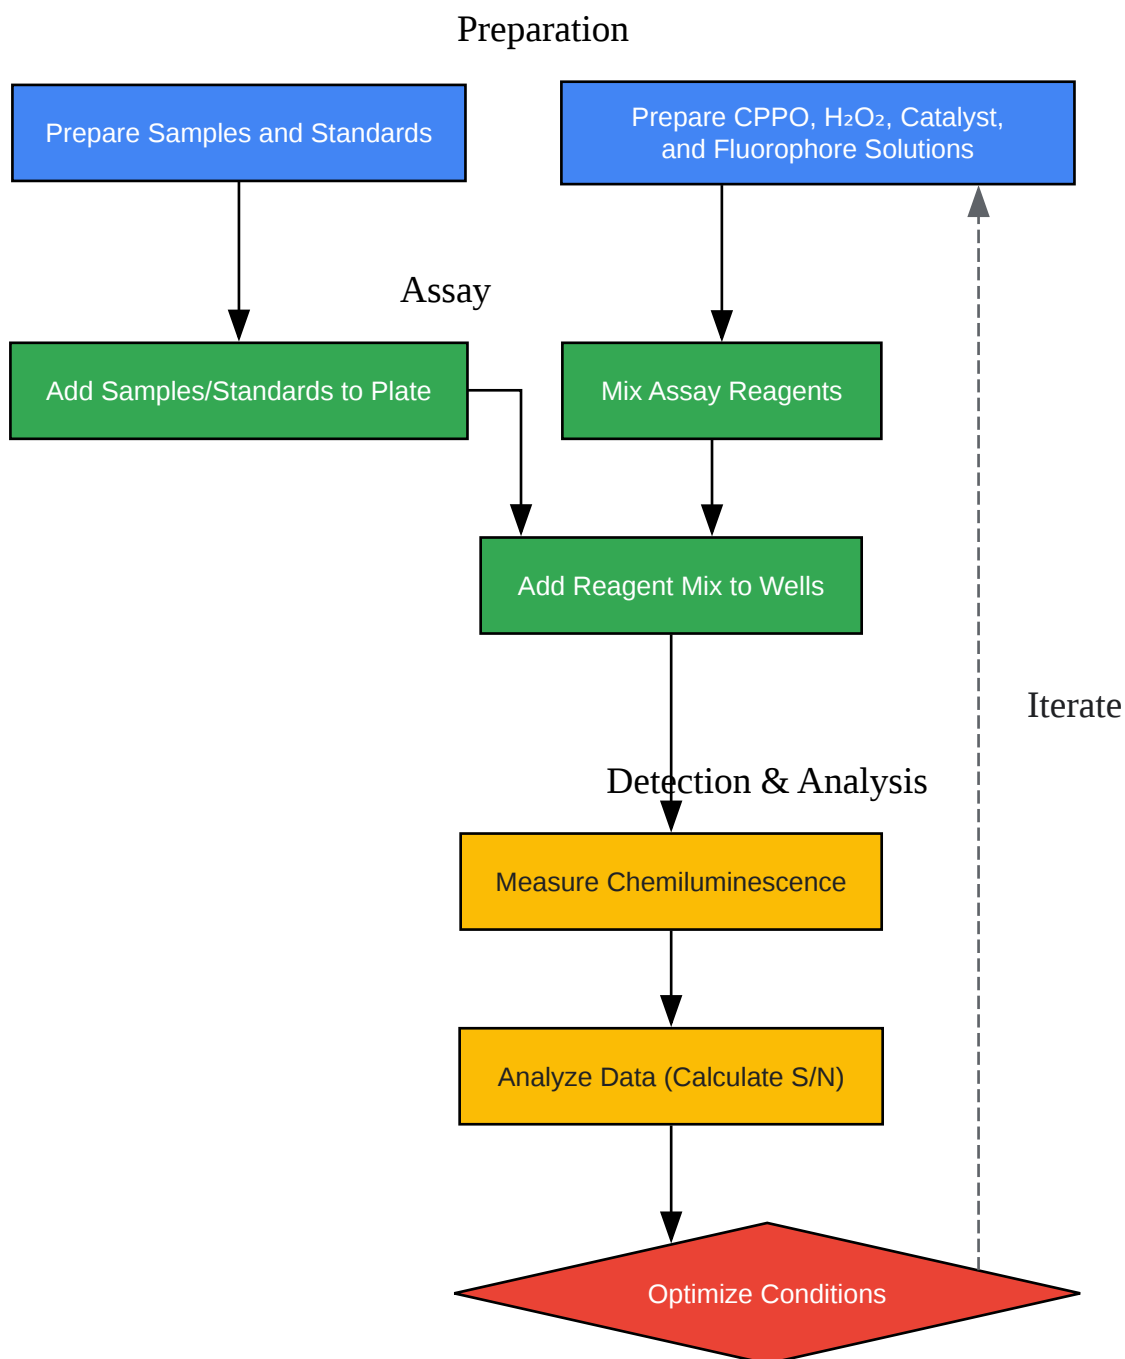 Preparation
Prepare Samples and Standards
Prepare CPPO, H₂O₂, Catalyst,
and Fluorophore Solutions
Assay
Add Samples/Standards to Plate
Mix Assay Reagents
Add Reagent Mix to Wells
Iterate
Detection & Analysis
Measure Chemiluminescence
Analyze Data (Calculate S/N)
Optimize Conditions